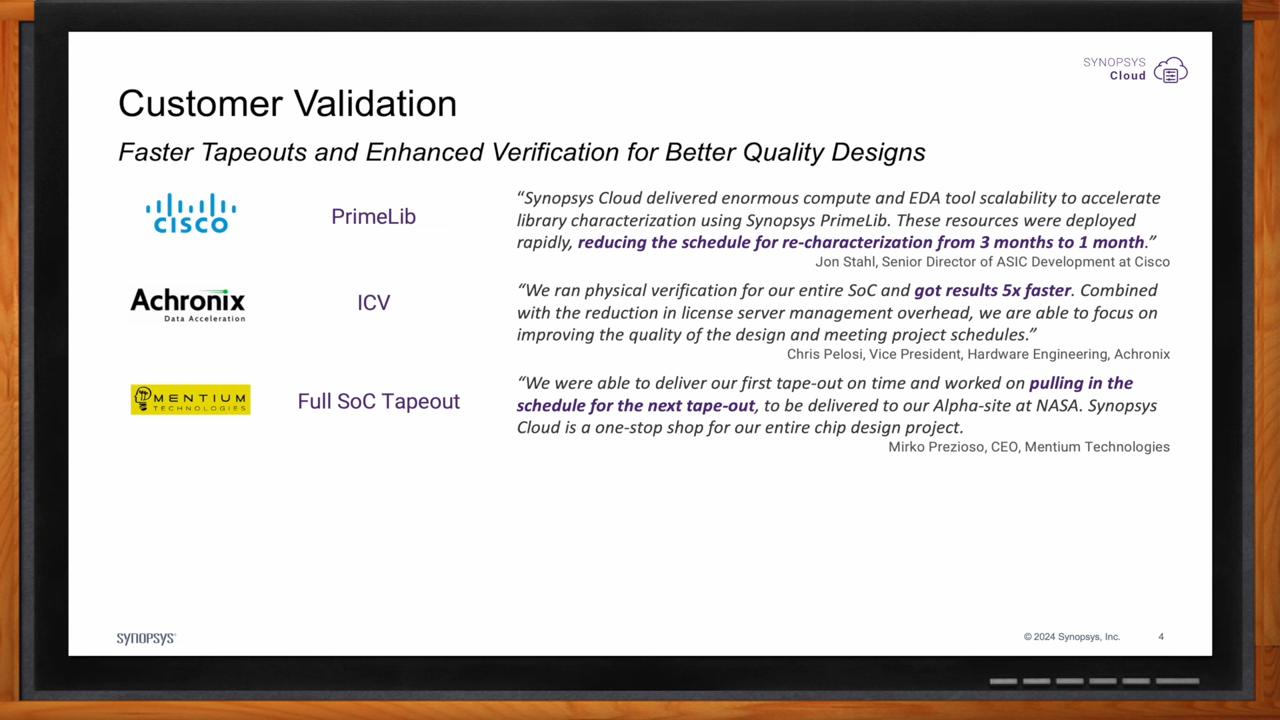 SYNOPSYS
Cloud
Customer Validation
Faster Tapeouts and Enhanced Verification for Better Quality Designs
CISCO
PrimeLib
“Synopsys Cloud delivered enormous compute and EDA tool scalability to accelerate
library characterization using Synopsys PrimeLib. These resources were deployed
rapidly, reducing the schedule for re-characterization from 3 months to 1 month.”
Jon Stahl, Senior Director of ASIC Development at Cisco
Achronix
Data Acceleration
ICV
“We ran physical verification for our entire SoC and got results 5x faster. Combined
with the reduction in license server management overhead, we are able to focus on
improving the quality of the design and meeting project schedules.”
Chris Pelosi, Vice President, Hardware Engineering, Achronix
MENTIUM
TECHNOLOGIES
Full SoC Tapeout
“We were able to deliver our first tape-out on time and worked on pulling in the
schedule for the next tape-out, to be delivered to our Alpha-site at NASA. Synopsys
Cloud is a one-stop shop for our entire chip design project.
Mirko Prezioso, CEO, Mentium Technologies
SYNOPSYS®
© 2024 Synopsys, Inc.
4